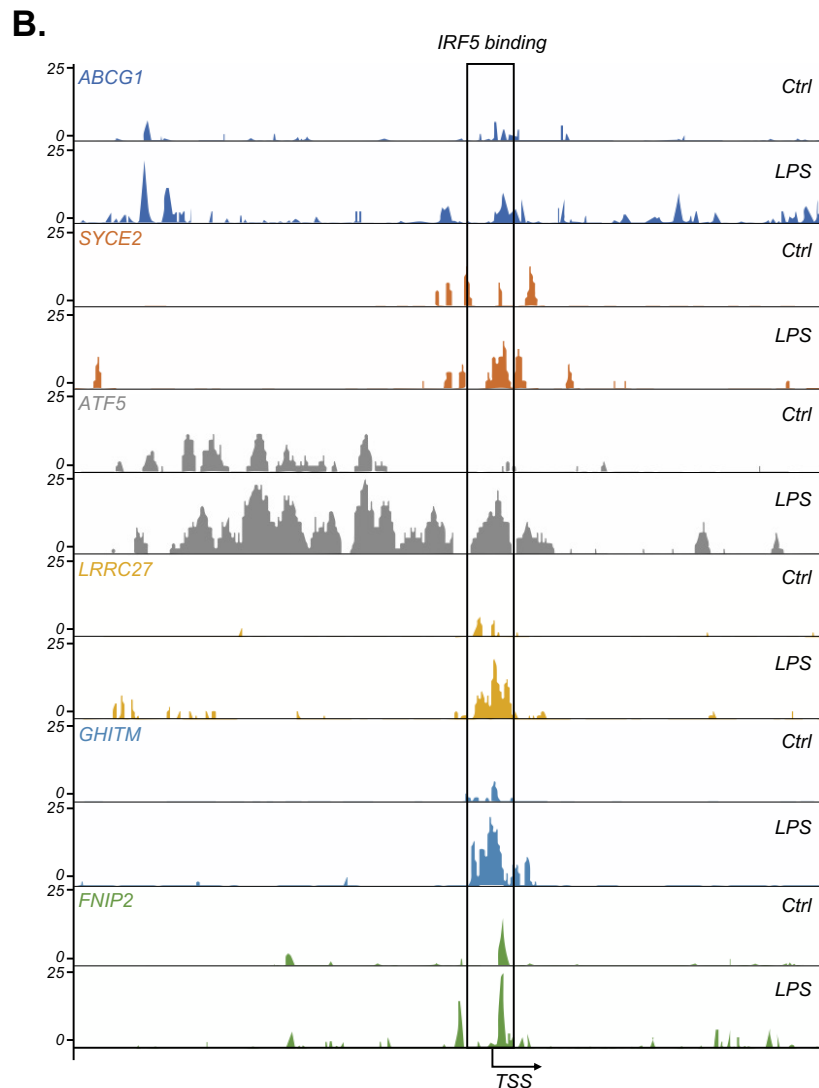 B.
IRF5 binding
25
ABCG1
Ctrl
0
25
LPS
0
25
SYCE2
Ctrl
0
25
LPS
0
25
ATF5
Ctrl
0
25
LPS
0
25
LRRC27
Ctrl
0
25
LPS
0
25
GHITM
Ctrl
0
25
LPS
0
25
FNIP2
Ctrl
0
25
LPS
0
TSS